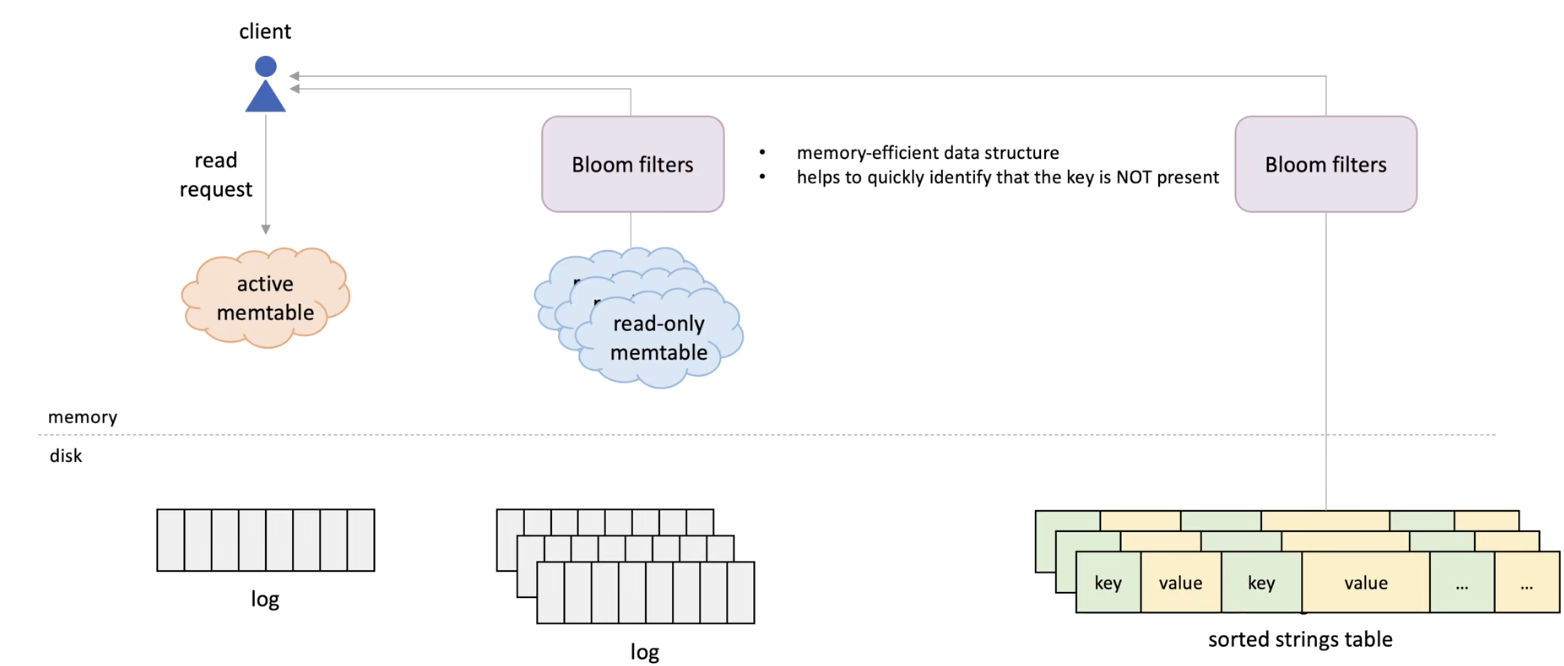 client
read
request
Bloom filters
• memory-efficient data structure
• helps to quickly identify that the key is NOT present
Bloom filters
active
memtable
read-only
memtable
memory
disk
log
log
key value key value ... ...
sorted strings table